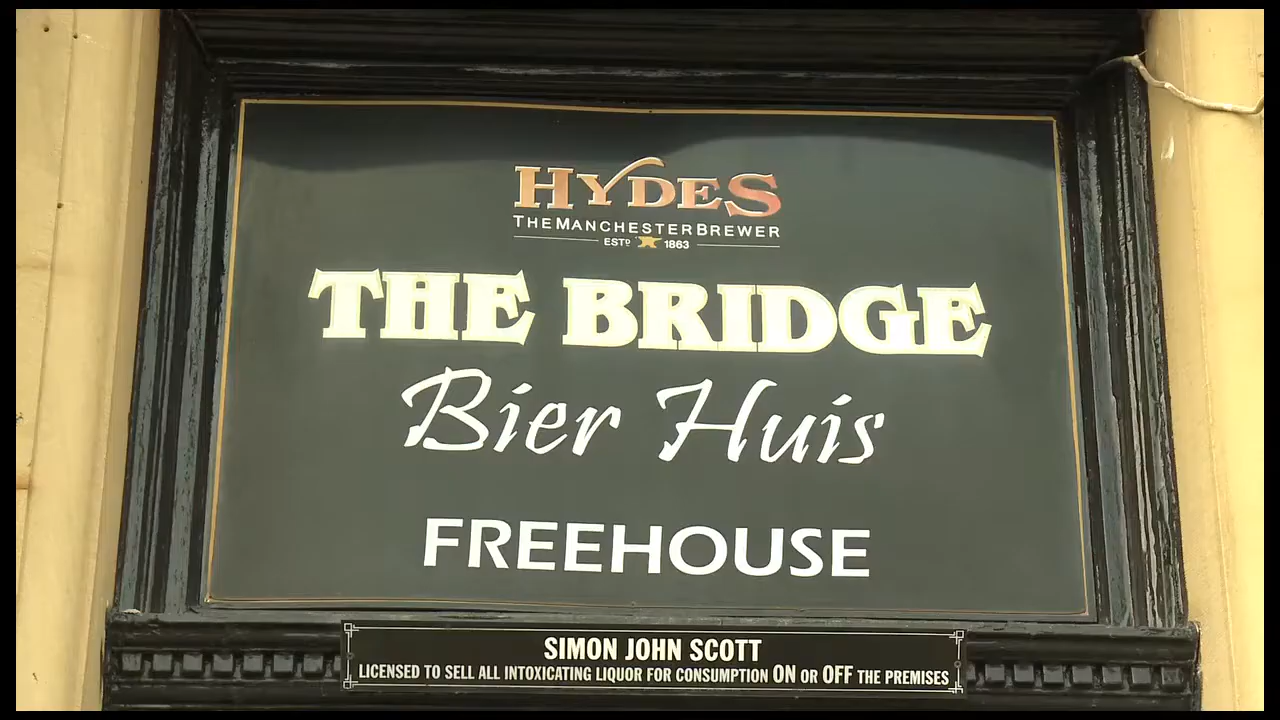 HYDES
THE MANCHESTER BREWER
ESTD 1863
THE BRIDGE
Bier Huis
FREEHOUSE
SIMON JOHN SCOTT
LICENSED TO SELL ALL INTOXICATING LIQUOR FOR CONSUMPTION ON OR OFF THE PREMISES